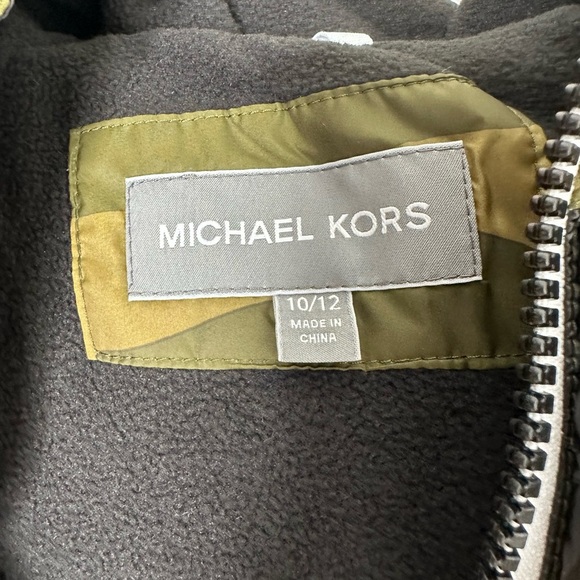 MICHAEL KORS
10/12
MADE IN
CHINA